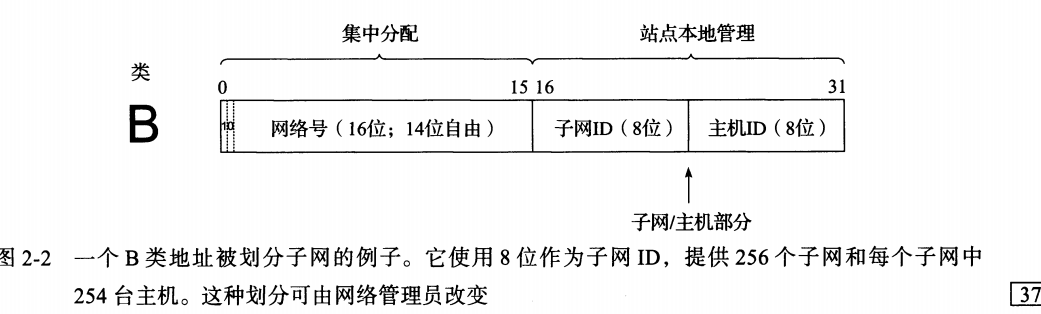 集中分配 站点本地管理
类
0 15 16 31
B 10 网络号（16位；14位自由） 子网ID（8位） 主机ID（8位）
子网/主机部分
图 2-2 一个 B 类地址被划分子网的例子。它使用 8 位作为子网 ID，提供 256 个子网和每个子网中
254 台主机。这种划分可由网络管理员改变
37